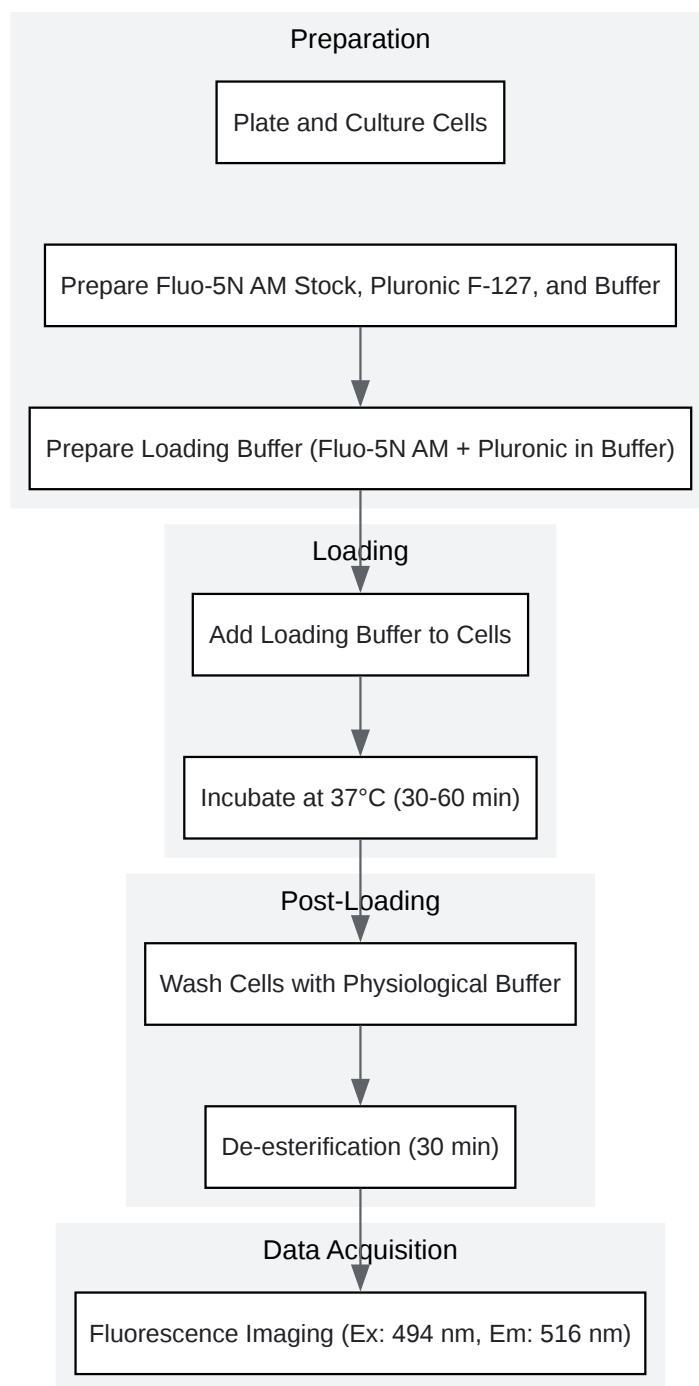 Preparation
Plate and Culture Cells
Prepare Fluo-5N AM Stock, Pluronic F-127, and Buffer
Prepare Loading Buffer (Fluo-5N AM + Pluronic in Buffer)
Loading
Add Loading Buffer to Cells
Incubate at 37°C (30-60 min)
Post-Loading
Wash Cells with Physiological Buffer
De-esterification (30 min)
Data Acquisition
Fluorescence Imaging (Ex: 494 nm, Em: 516 nm)